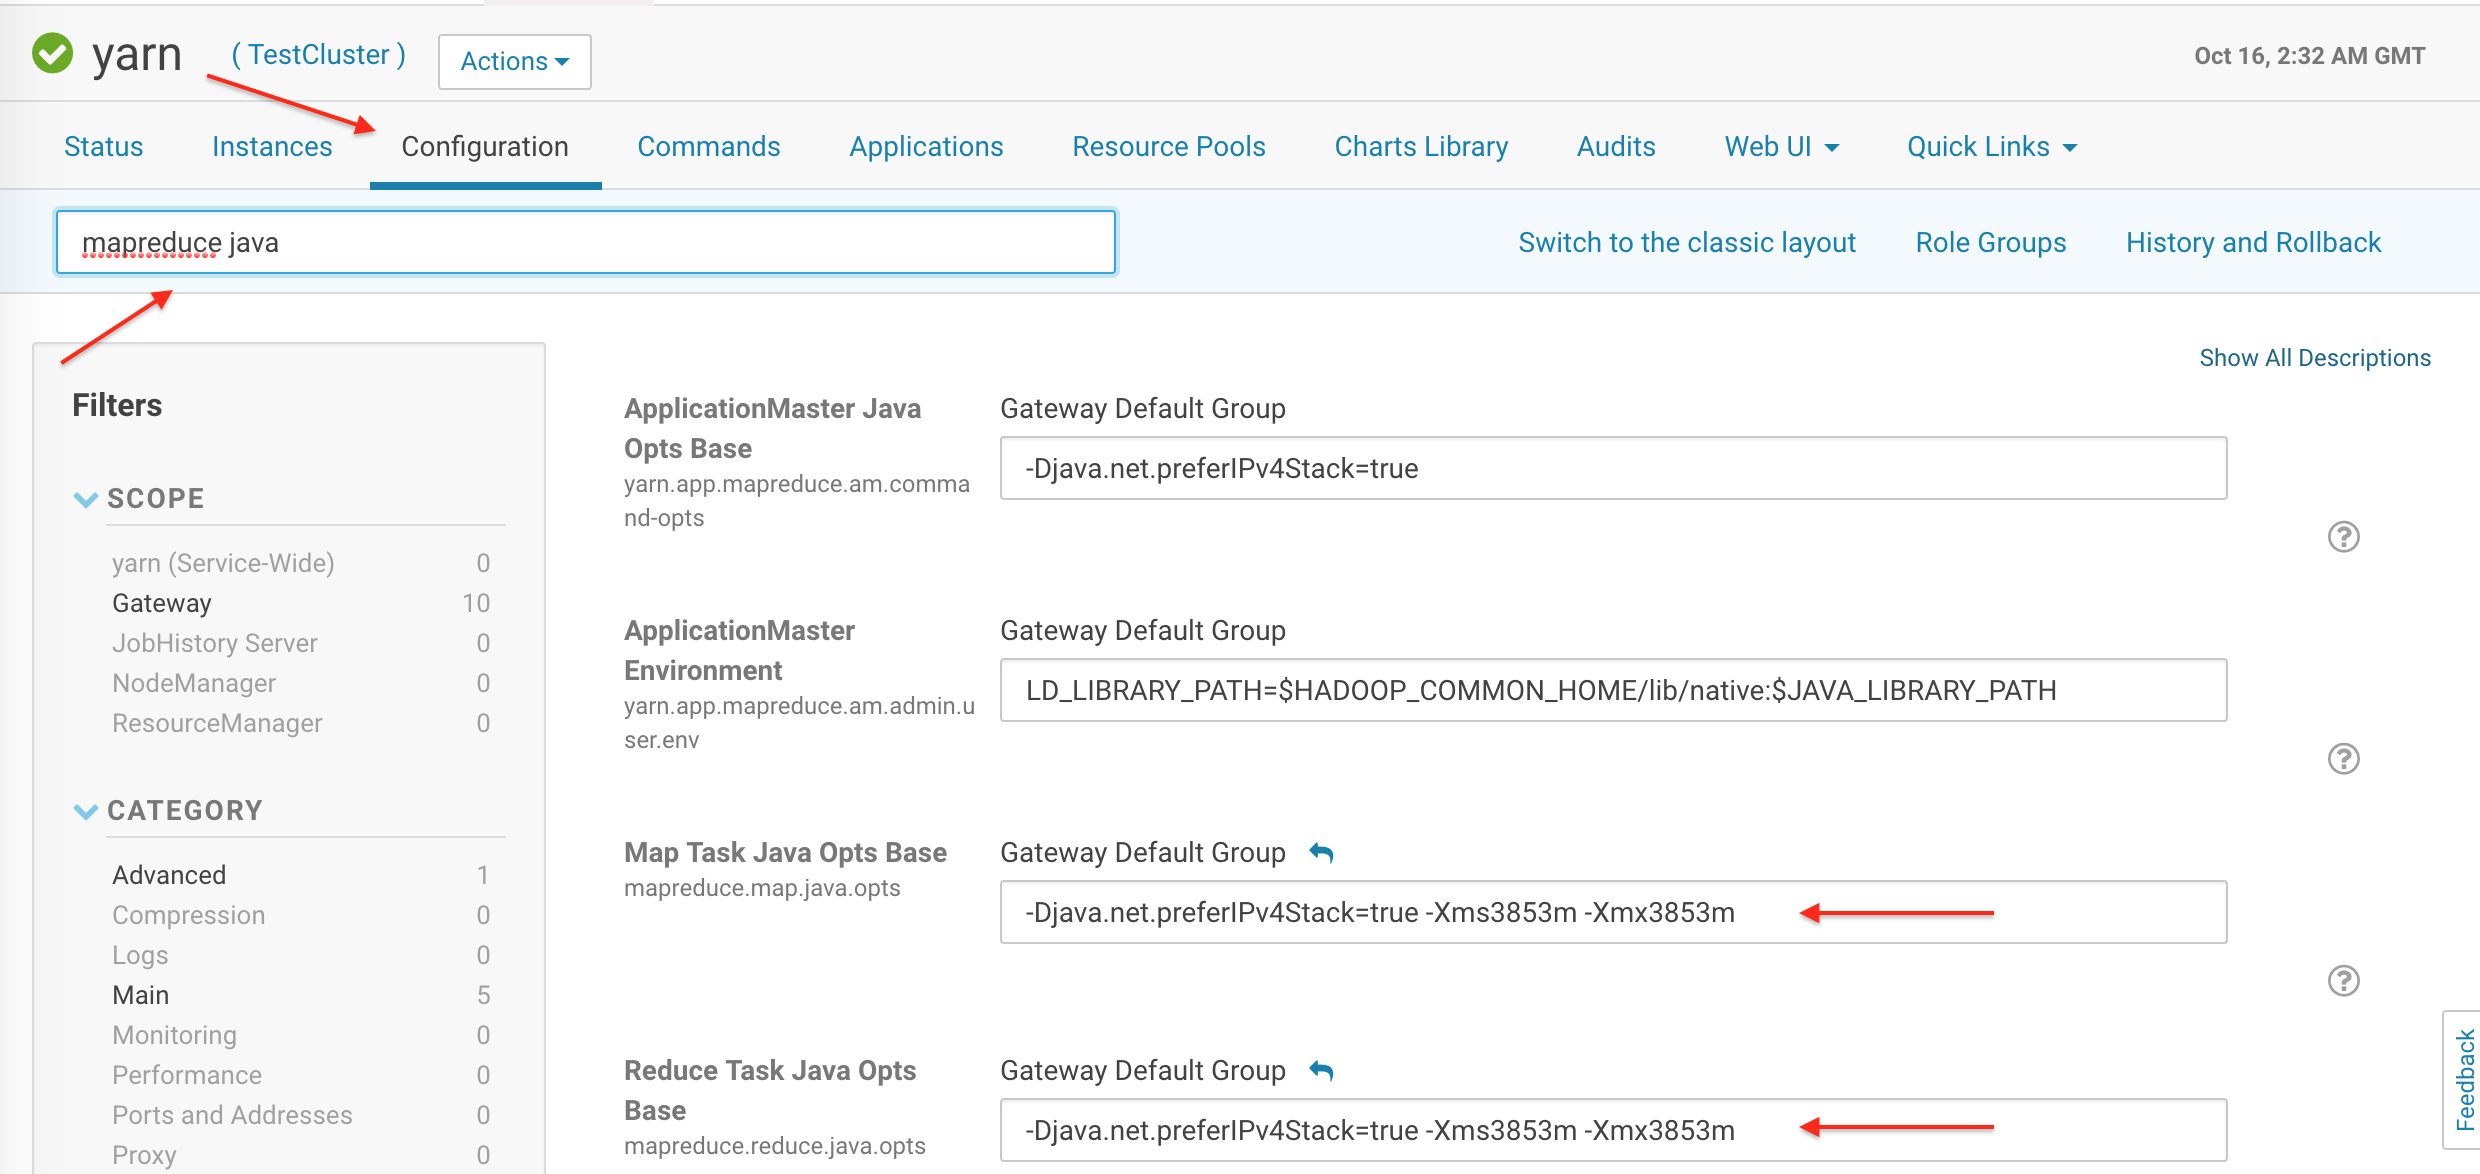 yarn ( TestCluster ) Actions
Oct 16, 2:32 AM GMT
Status Instances Configuration Commands Applications Resource Pools Charts Library Audits Web UI Quick Links
mapreduce java
Switch to the classic layout Role Groups History and Rollback
Show All Descriptions
Filters
SCOPE
yarn (Service-Wide) 0
Gateway 10
JobHistory Server 0
NodeManager 0
ResourceManager 0
CATEGORY
Advanced 1
Compression 0
Logs 0
Main 5
Monitoring 0
Performance 0
Ports and Addresses 0
Proxy 0
ApplicationMaster Java
Opts Base
yarn.app.mapreduce.am.comma
nd-opts
Gateway Default Group
-Djava.net.preferIPv4Stack=true
?
ApplicationMaster
Environment
yarn.app.mapreduce.am.admin.u
ser.env
Gateway Default Group
LD_LIBRARY_PATH=$HADOOP_COMMON_HOME/lib/native:$JAVA_LIBRARY_PATH
?
Map Task Java Opts Base
mapreduce.map.java.opts
Gateway Default Group
-Djava.net.preferIPv4Stack=true -Xms3853m -Xmx3853m
?
Reduce Task Java Opts
Base
mapreduce.reduce.java.opts
Gateway Default Group
-Djava.net.preferIPv4Stack=true -Xms3853m -Xmx3853m
Feedback